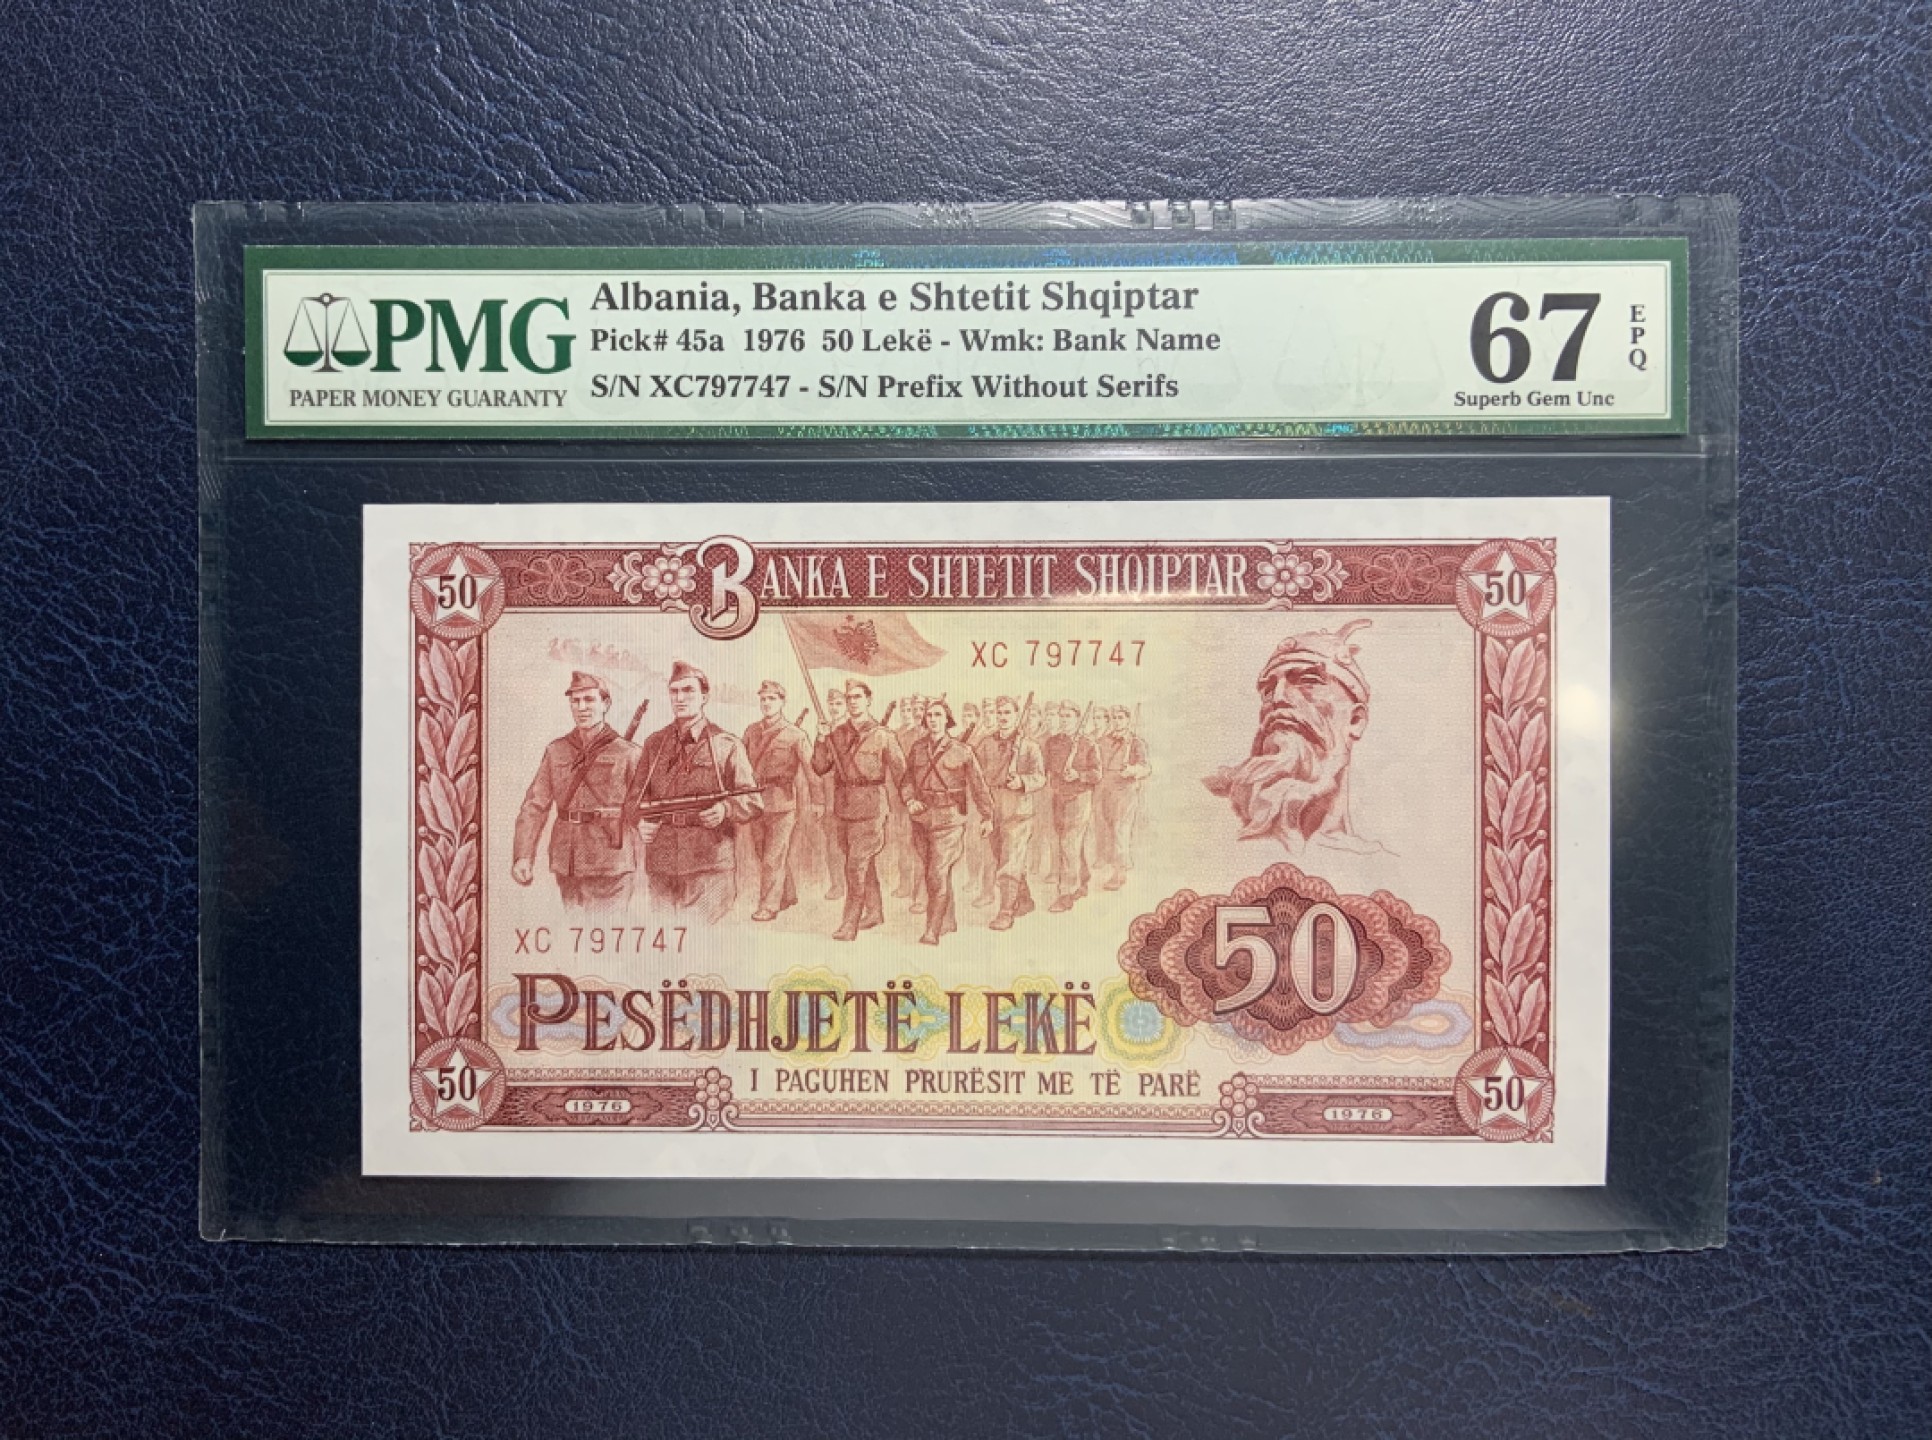 PMG
PAPER MONEY GUARANTY
Albania, Banka e Shtetit Shqiptar
Pick# 45a 1976 50 Lekë - Wmk: Bank Name
S/N XC797747 - S/N Prefix Without Serifs
67
EPQ
Superb Gem Unc
50
BANKA E SHTETIT SHQIPTAR
50
XC 797747
XC 797747
50
PESËDHJETË LEKË
50
I PAGUHEN PRURËSIT ME TË PARË
50
1976
1976